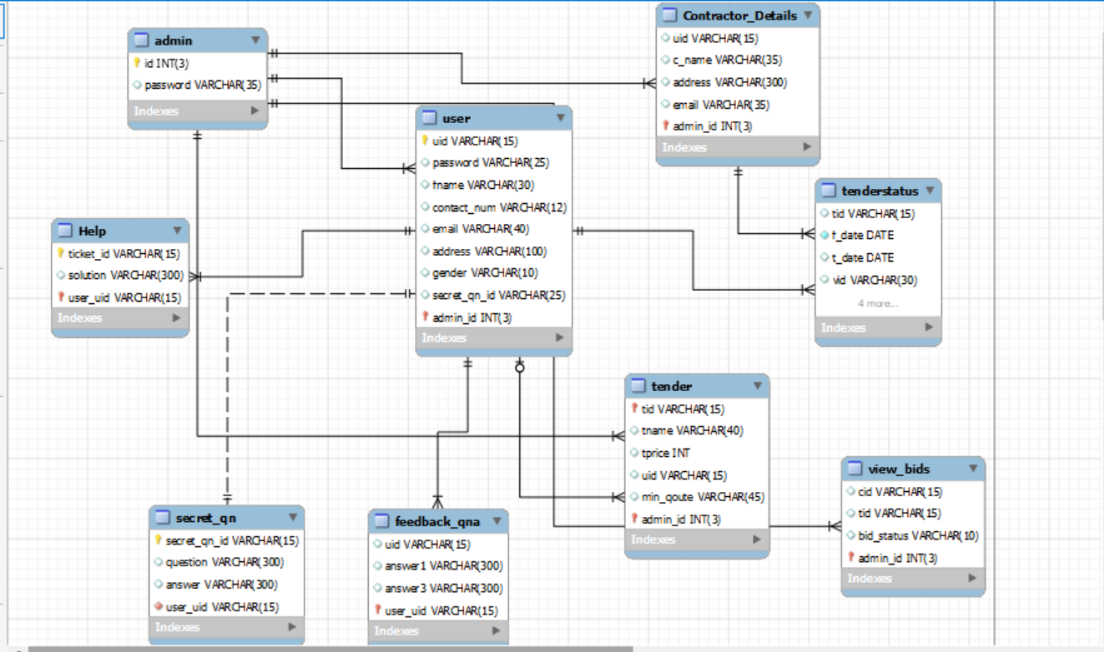 admin
id INT(3)
password VARCHAR(35)
Indexes
Contractor_Details
uid VARCHAR(15)
c_name VARCHAR(35)
address VARCHAR(300)
email VARCHAR(35)
admin_id INT(3)
Indexes
user
uid VARCHAR(15)
password VARCHAR(25)
fname VARCHAR(30)
contact_num VARCHAR(12)
email VARCHAR(40)
address VARCHAR(100)
gender VARCHAR(10)
secret_qn_id VARCHAR(25)
admin_id INT(3)
Indexes
tenderstatus
tid VARCHAR(15)
f_date DATE
t_date DATE
vid VARCHAR(30)
4 more...
Indexes
Help
ticket_id VARCHAR(15)
solution VARCHAR(300)
user_uid VARCHAR(15)
Indexes
tender
tid VARCHAR(15)
tname VARCHAR(40)
tprice INT
uid VARCHAR(15)
min_qoute VARCHAR(45)
admin_id INT(3)
Indexes
view_bids
cid VARCHAR(15)
tid VARCHAR(15)
bid_status VARCHAR(10)
admin_id INT(3)
Indexes
secret_qn
secret_qn_id VARCHAR(15)
question VARCHAR(300)
answer VARCHAR(300)
user_uid VARCHAR(15)
Indexes
feedback_qna
uid VARCHAR(15)
answer1 VARCHAR(300)
answer3 VARCHAR(300)
user_uid VARCHAR(15)
Indexes